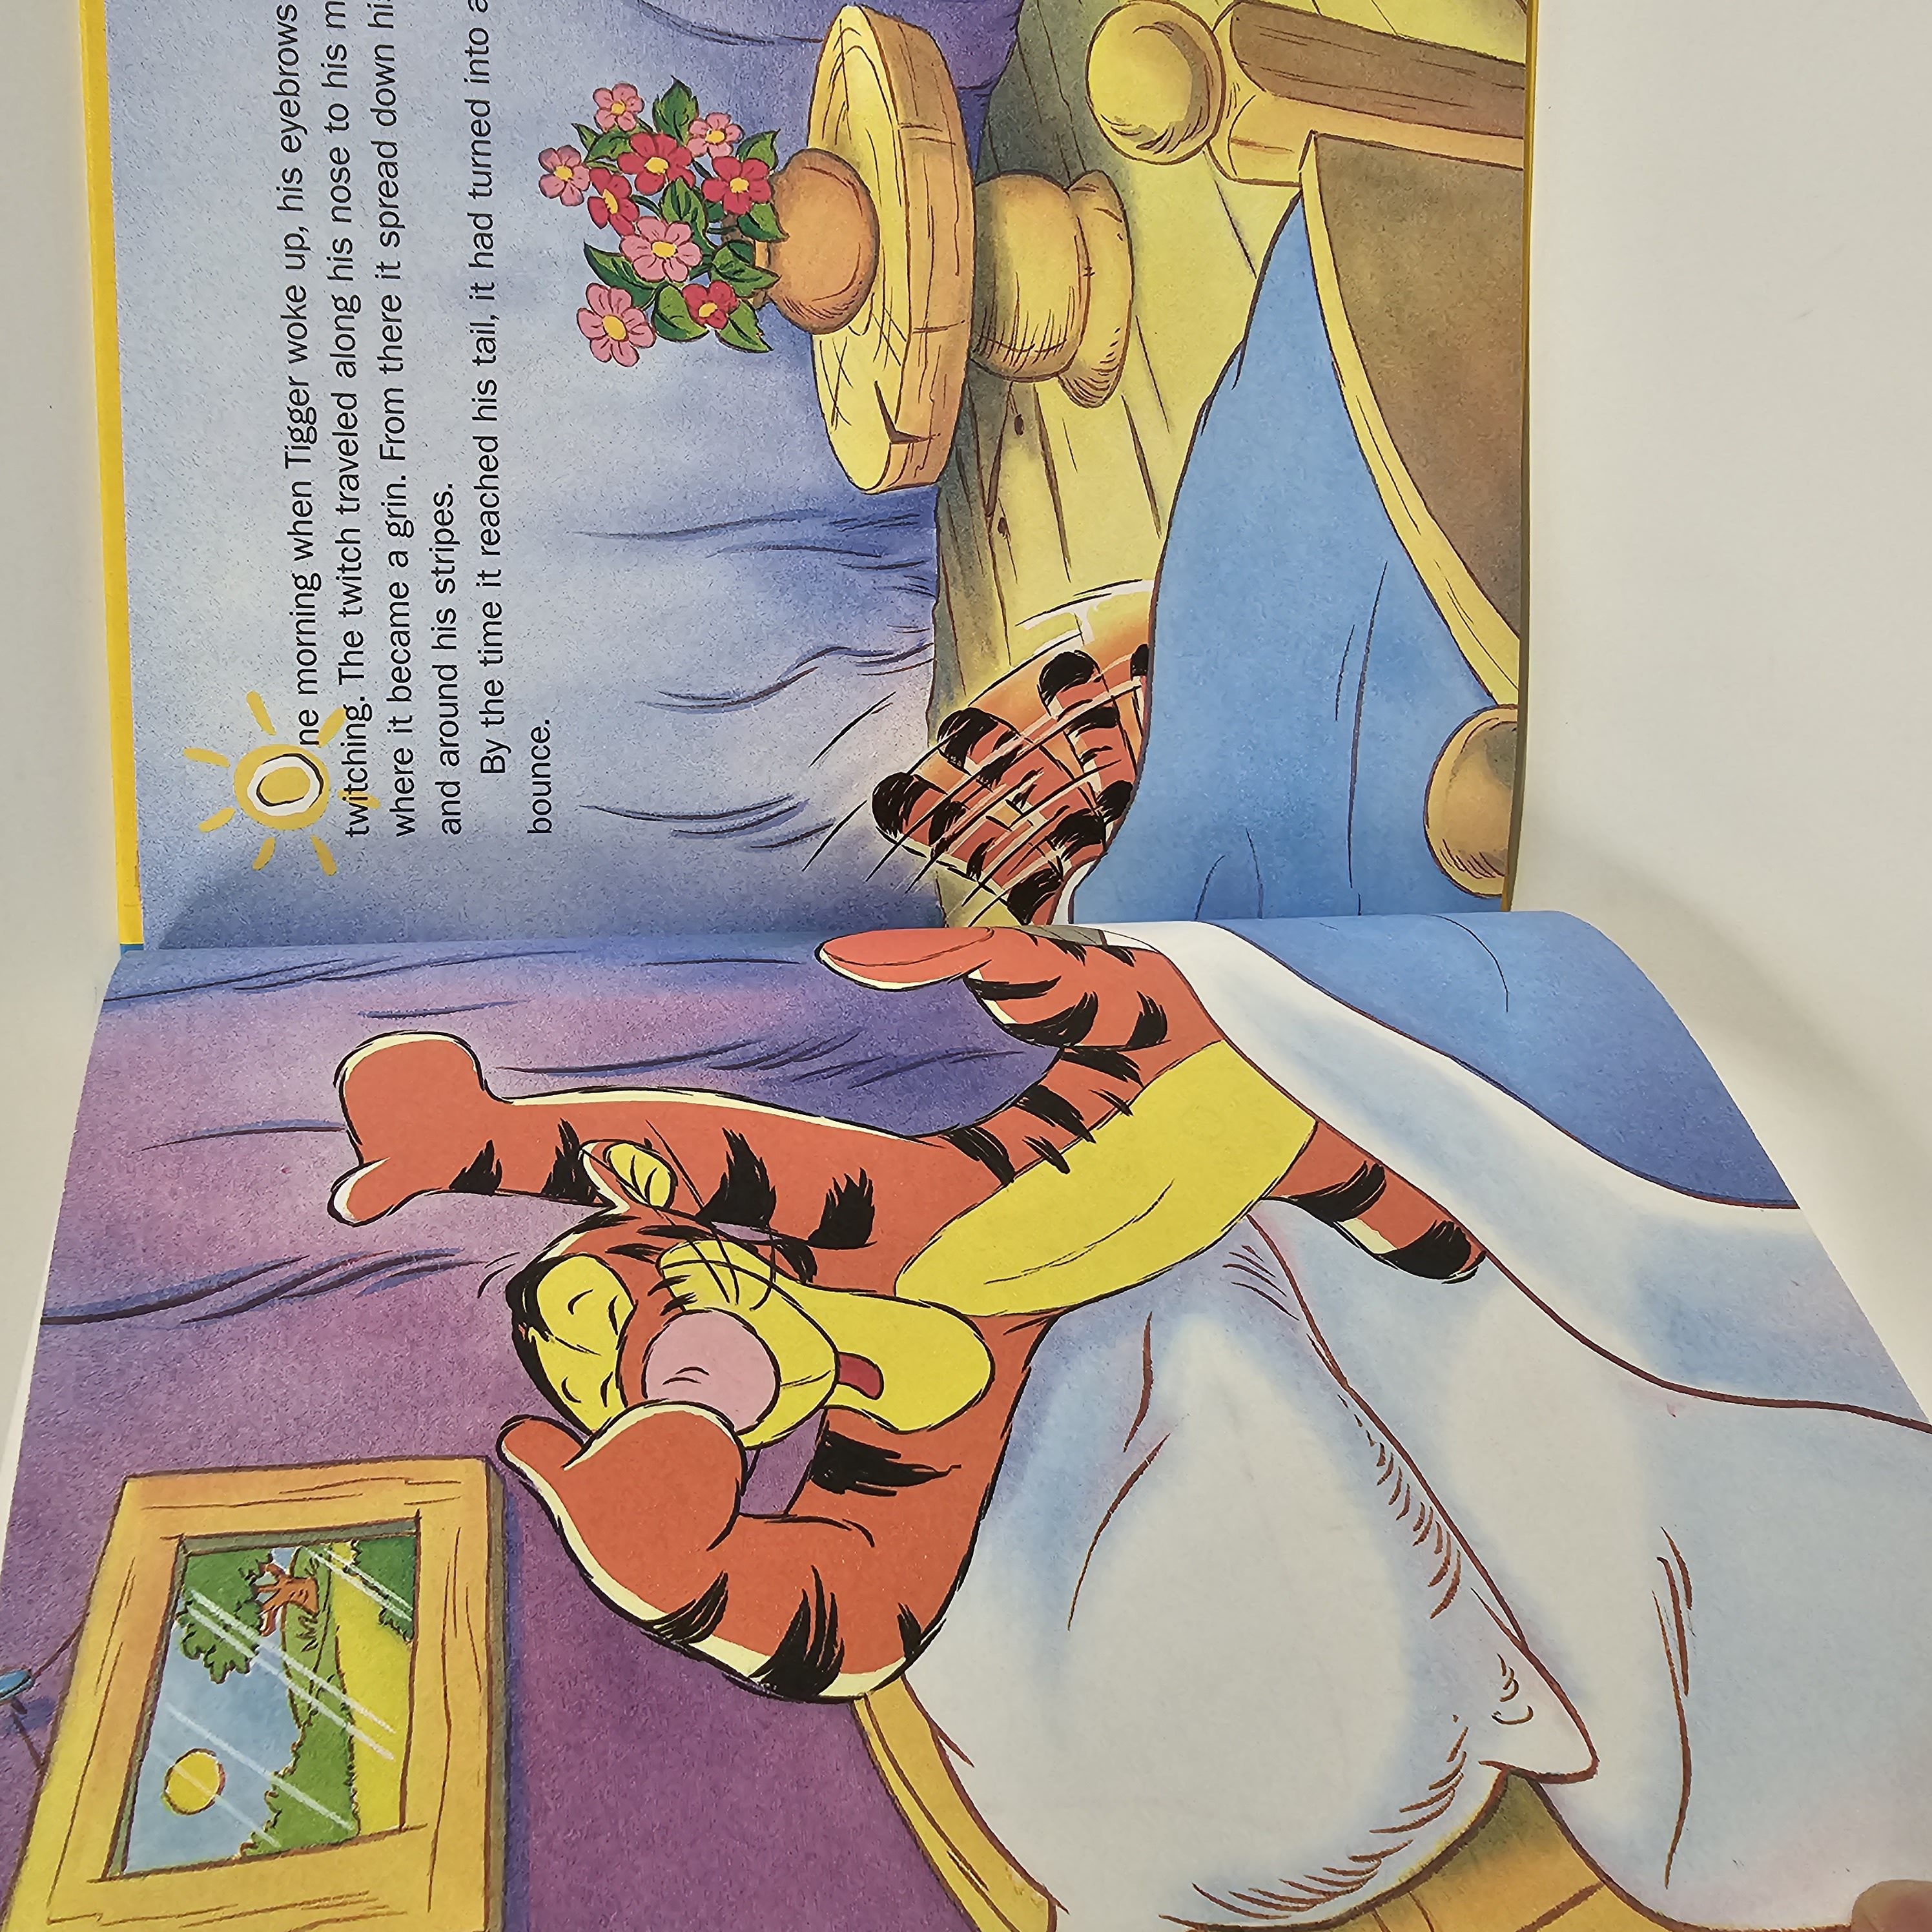 One morning when Tigger woke up, his eyebrows
twitching. The twitch traveled along his nose to his
where it became a grin. From there it spread down
and around his stripes.
By the time it reached his tail, it had turned into a
bounce.